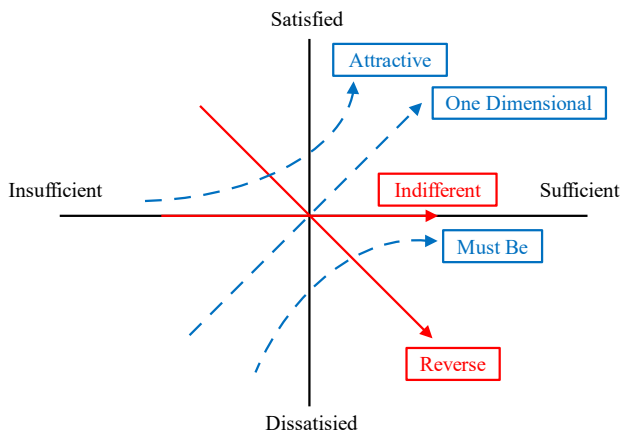 Satisfied
Attractive
One Dimensional
Insufficient
Indifferent
Sufficient
Must Be
Reverse
Dissatisied